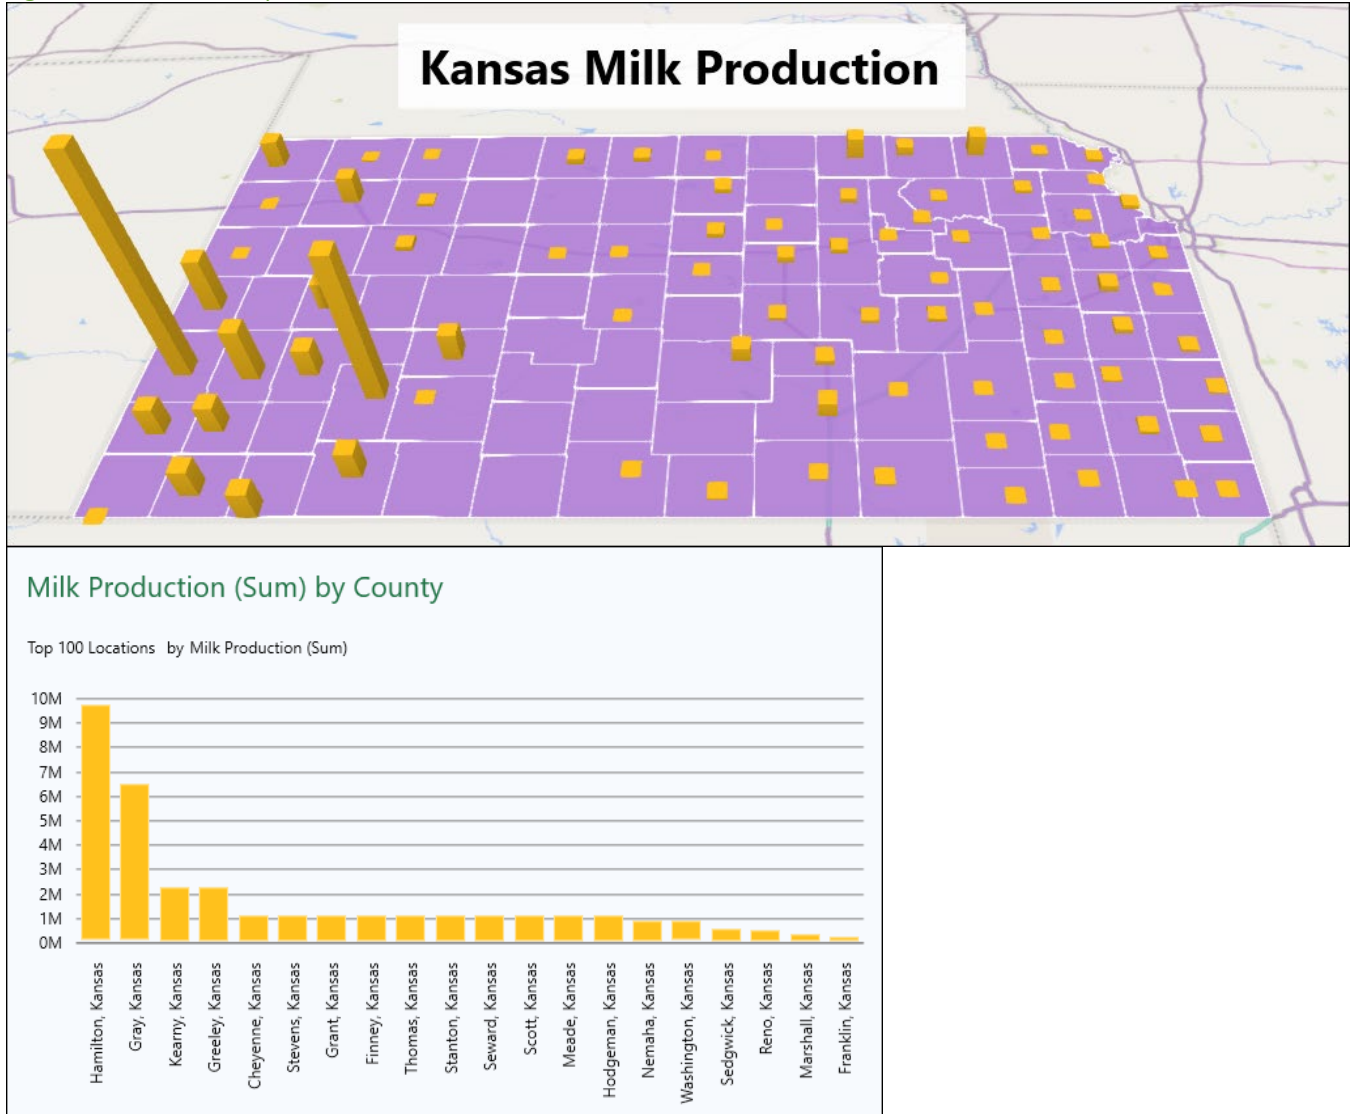 Kansas Milk Production
Milk Production (Sum) by County
Top 100 Locations by Milk Production (Sum)
10M
9M
8M
7M
6M
5M
4M
3M
2M
1M
0M
Hamilton, Kansas
Gray, Kansas
Kearny, Kansas
Greeley, Kansas
Cheyenne, Kansas
Stevens, Kansas
Grant, Kansas
Finney, Kansas
Thomas, Kansas
Stanton, Kansas
Seward, Kansas
Scott, Kansas
Meade, Kansas
Hodgeman, Kansas
Nemaha, Kansas
Washington, Kansas
Sedgwick, Kansas
Reno, Kansas
Marshall, Kansas
Franklin, Kansas